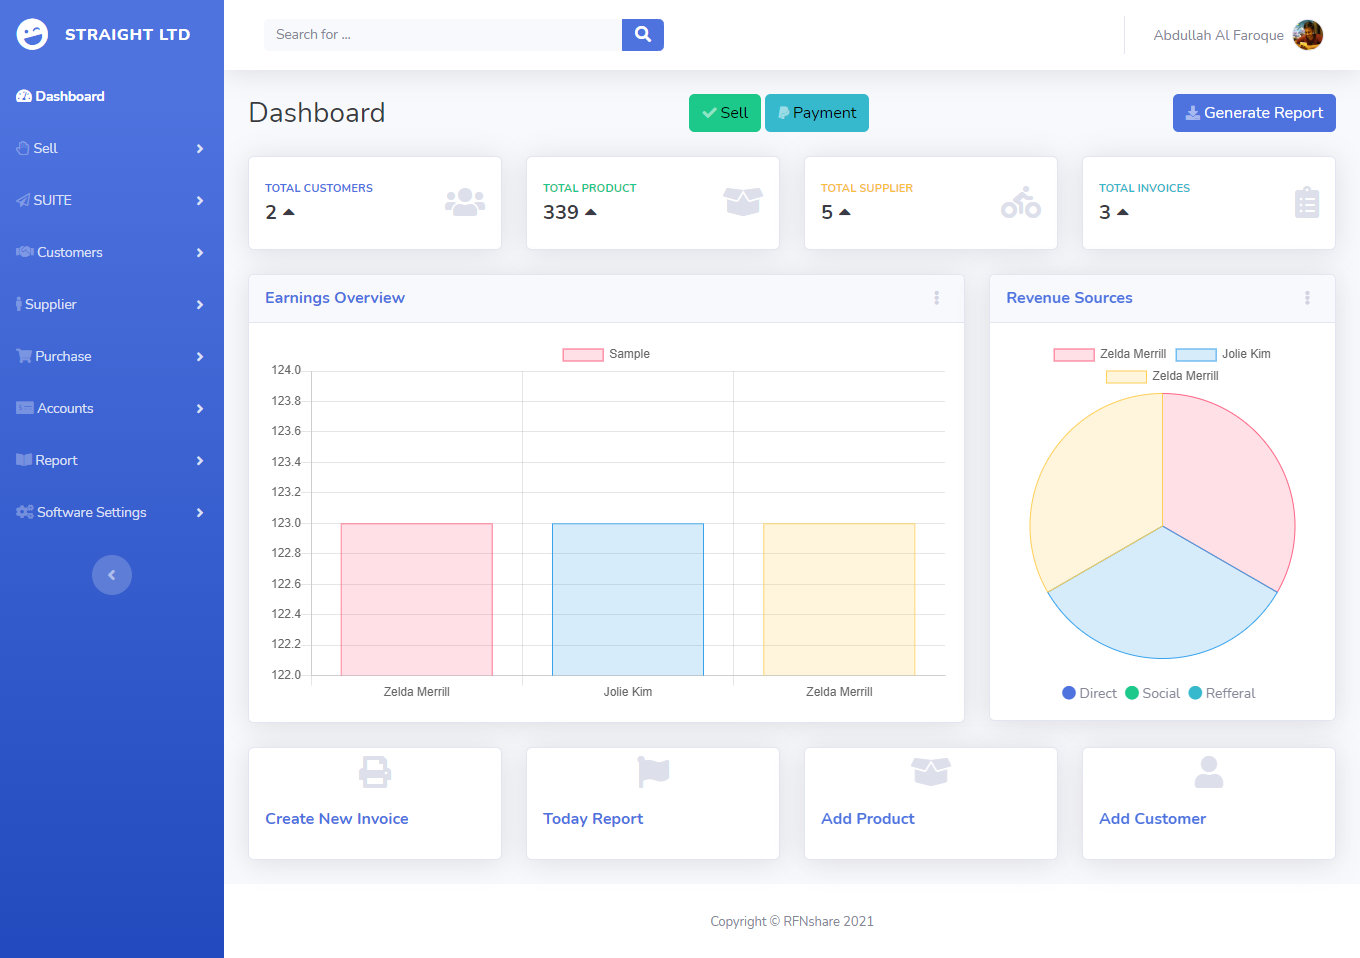 STRAIGHT LTD
Search for ...
Abdullah Al Faroque
Dashboard
Sell
SUITE
Customers
Supplier
Purchase
Accounts
Report
Software Settings
Dashboard
Sell
Payment
Generate Report
TOTAL CUSTOMERS
2
TOTAL PRODUCT
339
TOTAL SUPPLIER
5
TOTAL INVOICES
3
Earnings Overview
Sample
124.0
123.8
123.6
123.4
123.2
123.0
122.8
122.6
122.4
122.2
122.0
Zelda Merrill
Jolie Kim
Zelda Merrill
Revenue Sources
Zelda Merrill
Jolie Kim
Zelda Merrill
Direct
Social
Refferal
Create New Invoice
Today Report
Add Product
Add Customer
Copyright © RFNshare 2021